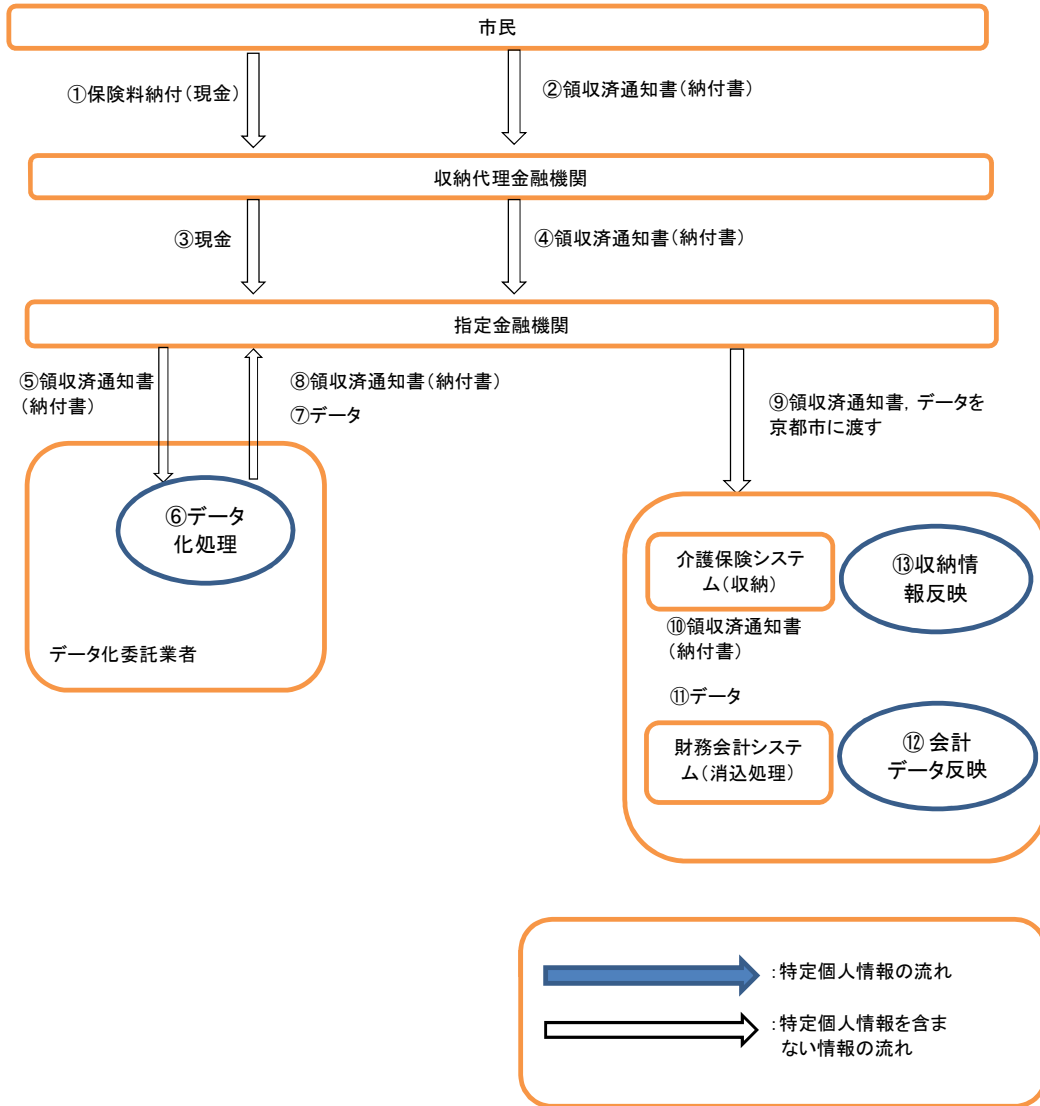 市民
①保険料納付（現金）
②領収済通知書（納付書）
収納代理金融機関
③現金
④領収済通知書（納付書）
指定金融機関
⑤領収済通知書
（納付書）
⑧領収済通知書（納付書）
⑦データ
⑨領収済通知書，データを
京都市に渡す
⑥データ
化処理
データ化委託業者
介護保険システ
ム（収納）
⑬収納情
報反映
⑩領収済通知書
（納付書）
⑪データ
財務会計システ
ム（消込処理）
⑫ 会計
データ反映
：特定個人情報の流れ
：特定個人情報を含ま
ない情報の流れ